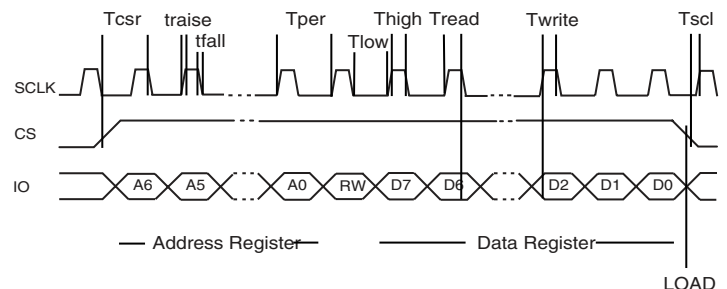 Tcsr traise Tper Thigh Tread Twrite Tscl
tfall Tlow
SCLK
CS
IO A6 A5 A0 RW D7 D6 D2 D1 D0
Address Register Data Register
LOAD